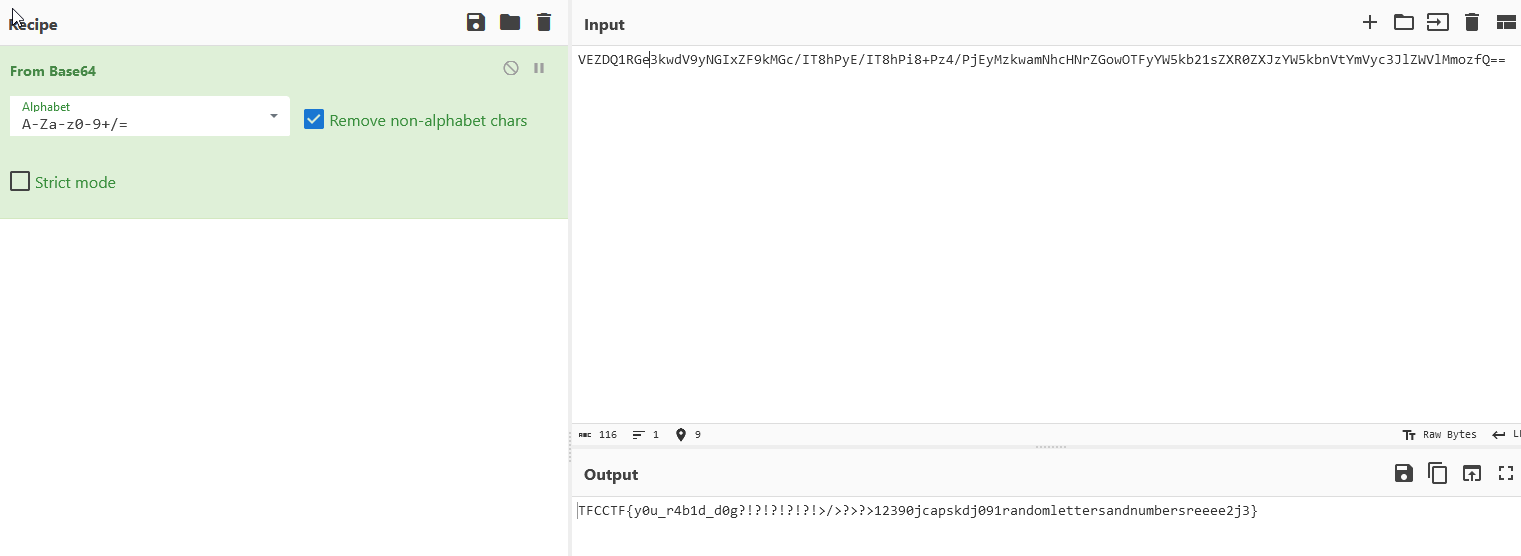 Recipe
From Base64
Alphabet
A-Za-z0-9+/=
Remove non-alphabet chars
Strict mode
Input
VEZDQ1RGe3kwdV9yNGIxZF9kMGc/IT8hPyE/IT8hPi8+Pz4/PjEyMzkwamNhcHNrZGowOTFyYW5kb21sZXR0ZXJzYW5kbnVtYmVyc3JlZWVlMmozfQ==
ABC 116 1 9 Tr Raw Bytes
Output
TFCCTF{y0u_r4b1d_d0g?!?!?!?!?!>/>?>?>12390jcapskdj091randomlettersandnumbersreeee2j3}